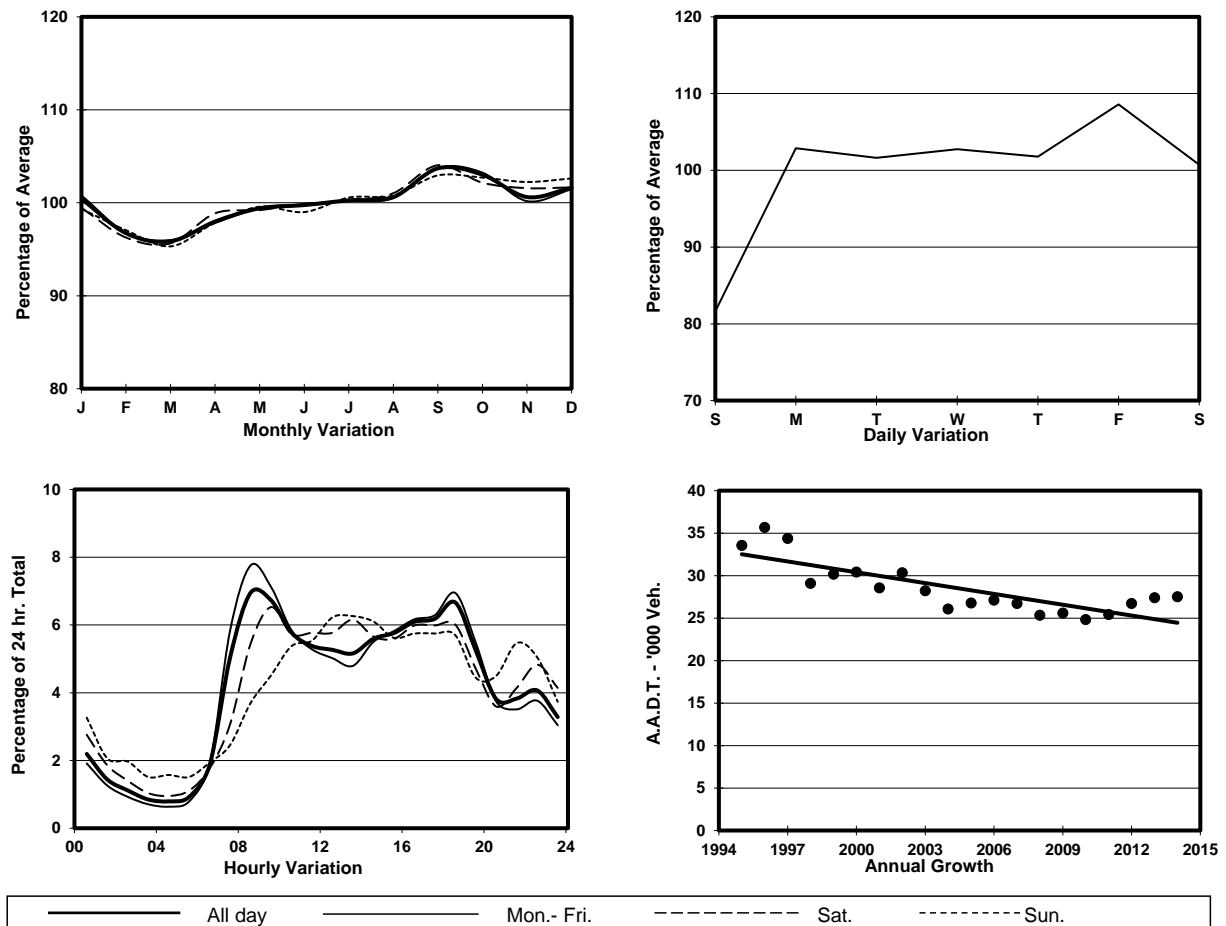 120
110
100
90
80
Percentage of Average
J F M A M J J A S O N D
Monthly Variation
120
110
100
90
80
70
Percentage of Average
S M T W T F S
Daily Variation
10
8
6
4
2
0
Percentage of 24 hr. Total
00 04 08 12 16 20 24
Hourly Variation
40
35
30
25
20
15
10
5
0
A.A.D.T. - '000 Veh.
1994 1997 2000 2003 2006 2009 2012 2015
Annual Growth
All day Mon.- Fri. Sat. Sun.